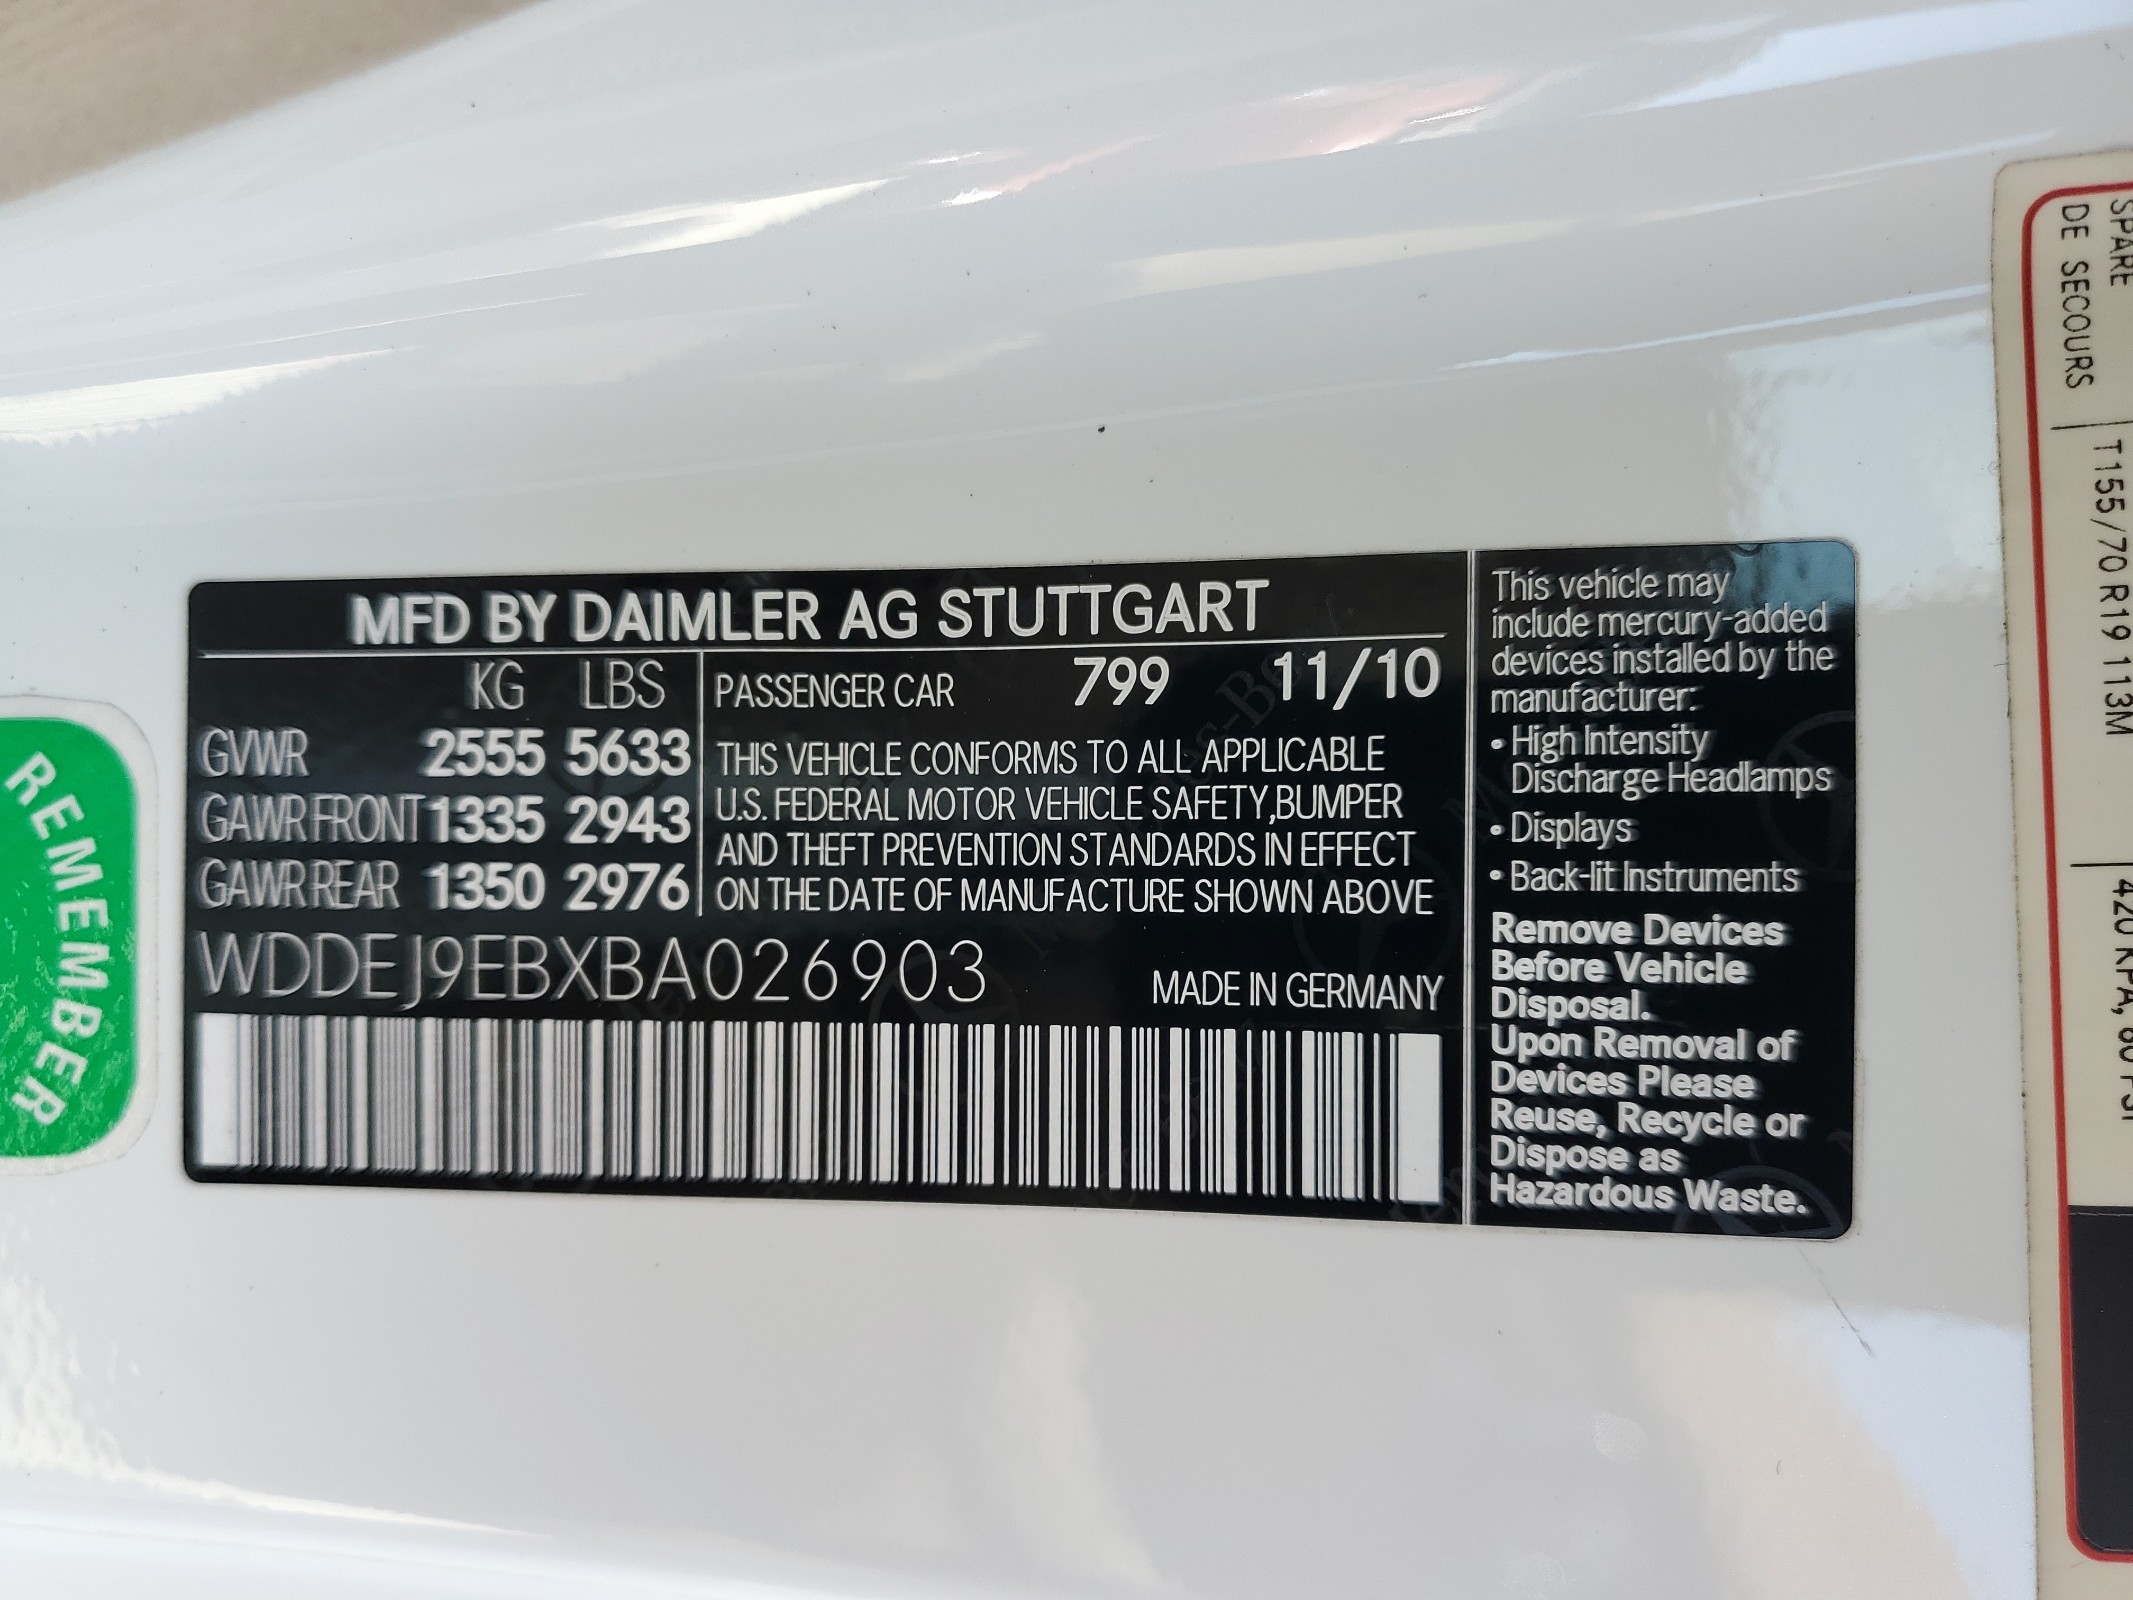 MFD BY DAIMLER AG STUTTGART
KG LBS
GVWR 2555 5633
GAWR FRONT 1335 2943
GAWR REAR 1350 2976
PASSENGER CAR 799 11/10
THIS VEHICLE CONFORMS TO ALL APPLICABLE
U.S. FEDERAL MOTOR VEHICLE SAFETY,BUMPER
AND THEFT PREVENTION STANDARDS IN EFFECT
ON THE DATE OF MANUFACTURE SHOWN ABOVE
WDDEJ9EBXBA026903
MADE IN GERMANY
This vehicle may
include mercury-added
devices installed by the
manufacturer:
• High Intensity
Discharge Headlamps
• Displays
• Back-lit Instruments
Remove Devices
Before Vehicle
Disposal.
Upon Removal of
Devices Please
Reuse, Recycle or
Dispose as
Hazardous Waste.
REMEMBER
SPARE
DE SECOURS
T155/70 R19 113M
420 KPA, 60 PSI